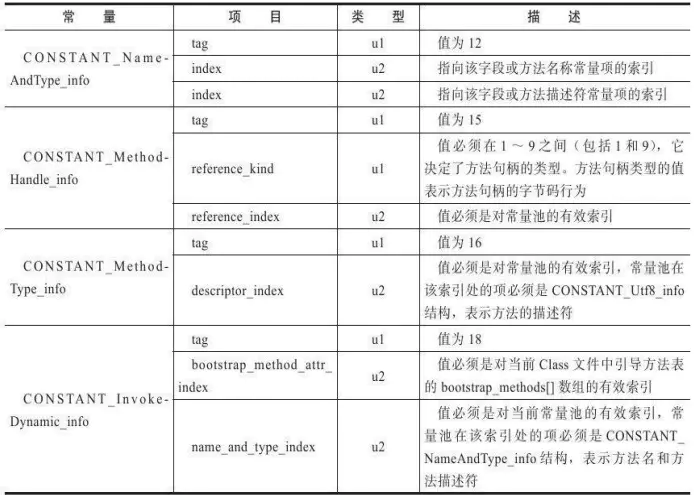 常 量 项 目 类 型 描 述
CONSTANT_Name-
AndType_info
tag u1 值为 12
index u2 指向该字段或方法名称常量项的索引
index u2 指向该字段或方法描述符常量项的索引
CONSTANT_Method-
Handle_info
tag u1 值为 15
reference_kind u1 值必须在 1 ~ 9 之间（包括 1 和 9），它
决定了方法句柄的类型。方法句柄类型的值
表示方法句柄的字节码行为
reference_index u2 值必须是对常量池的有效索引
CONSTANT_Method-
Type_info
tag u1 值为 16
descriptor_index u2 值必须是对常量池的有效索引，常量池在
该索引处的项必须是 CONSTANT_Utf8_info
结构，表示方法的描述符
CONSTANT_Invoke-
Dynamic_info
tag u1 值为 18
bootstrap_method_attr_
index u2 值必须是对当前 Class 文件中引导方法表
的 bootstrap_methods[] 数组的有效索引
name_and_type_index u2 值必须是对当前常量池的有效索引，常
量池在该索引处的项必须是 CONSTANT_
NameAndType_info 结构，表示方法名和方
法描述符